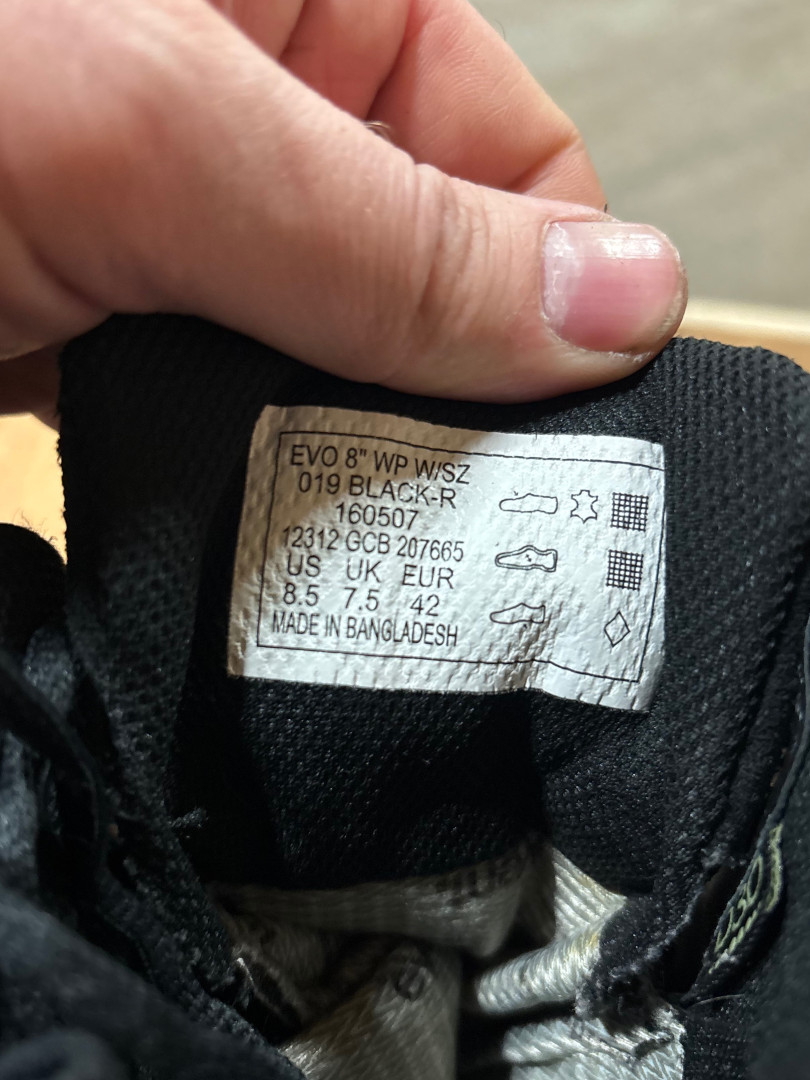 EVO 8" WP W/SZ
019 BLACK-R
160507
12312 GCB 207665
US UK EUR
8.5 7.5 42
MADE IN BANGLADESH